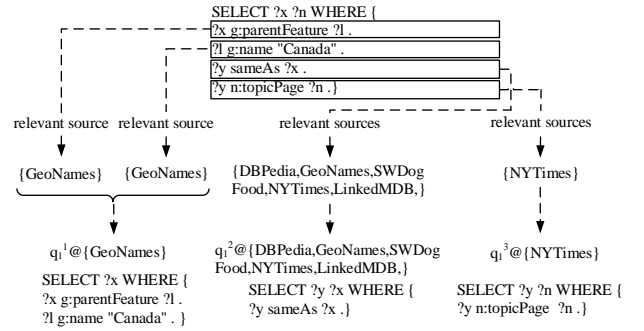 SELECT ?x ?n WHERE {
?x g:parentFeature ?l .
?l g:name "Canada" .
?y sameAs ?x .
?y n:topicPage ?n .}
relevant source
relevant source
relevant sources
relevant sources
{GeoNames}
{GeoNames}
{DBPedia,GeoNames,SWDog
Food,NYTimes,LinkedMDB,}
{NYTimes}
q₁¹@{GeoNames}
SELECT ?x WHERE {
?x g:parentFeature ?l .
?l g:name "Canada" . }
q₁²@{DBPedia,GeoNames,SWDog
Food,NYTimes,LinkedMDB,}
SELECT ?y ?x WHERE {
?y sameAs ?x .}
q₁³@{NYTimes}
SELECT ?y ?n WHERE {
?y n:topicPage ?n .}